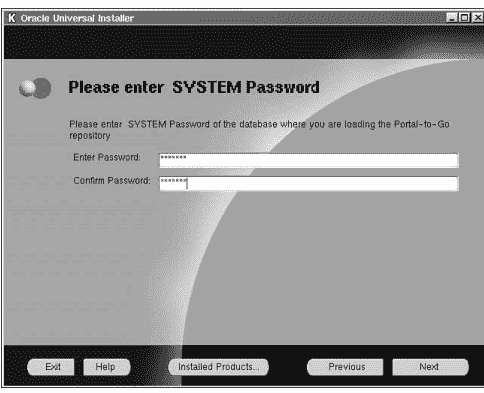 K Oracle Universal Installer
Please enter SYSTEM Password
Please enter SYSTEM Password of the database where you are loading the Portal-to-Go
repository
Enter Password: *******
Confirm Password: *******
Exit Help Installed Products... Previous Next